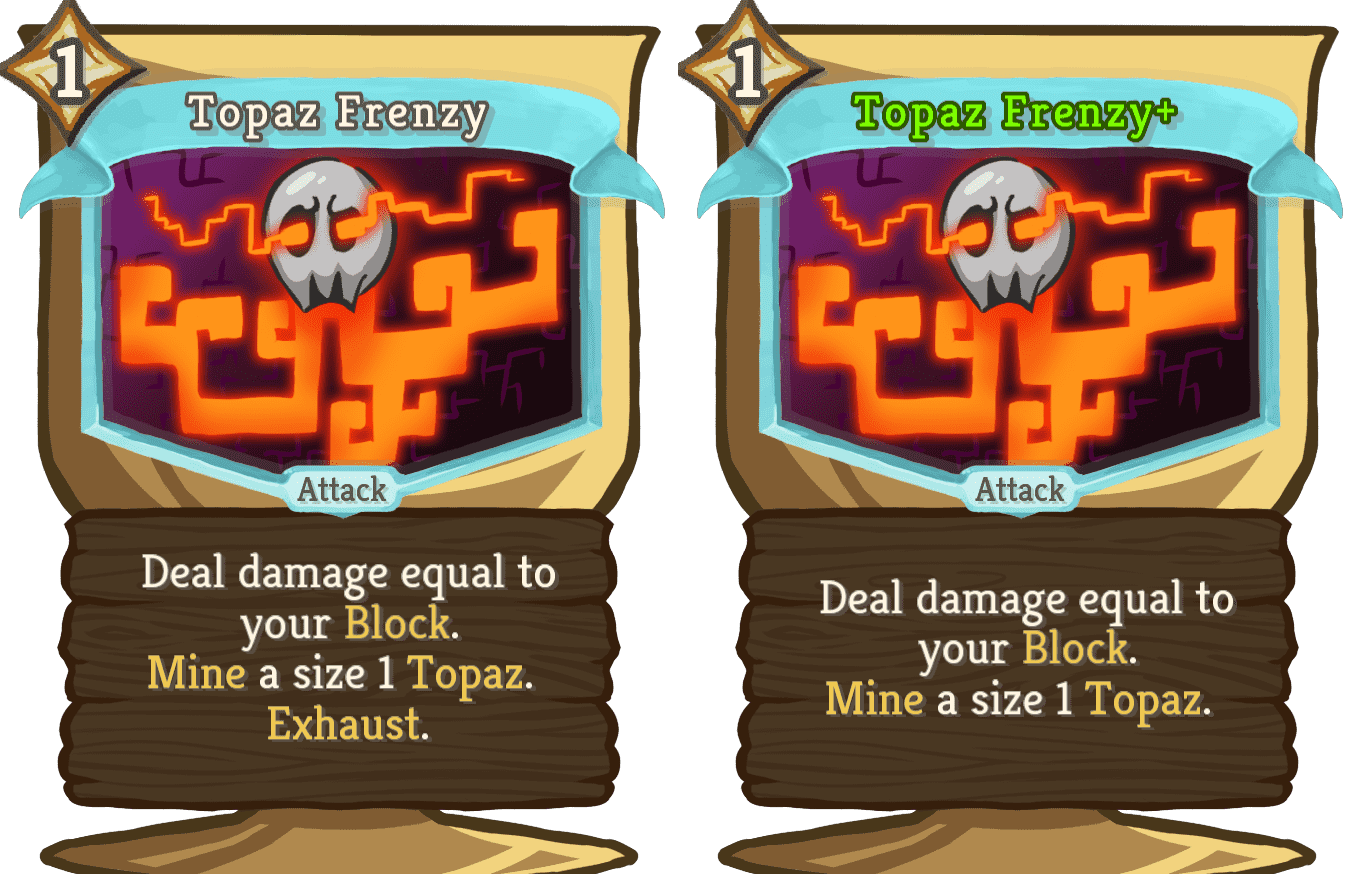 1
Topaz Frenzy
Attack
Deal damage equal to
your Block.
Mine a size 1 Topaz.
Exhaust.
1
Topaz Frenzy+
Attack
Deal damage equal to
your Block.
Mine a size 1 Topaz.